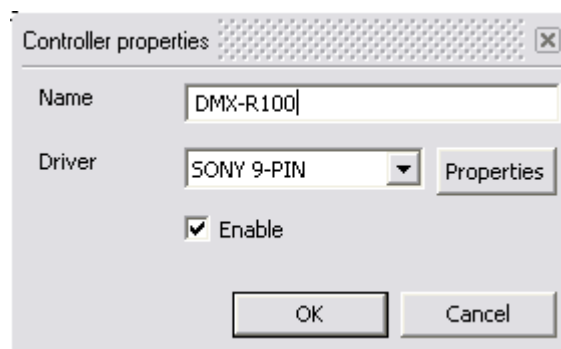 Controller properties
Name DMX-R100
Driver SONY 9-PIN Properties
Enable
OK Cancel